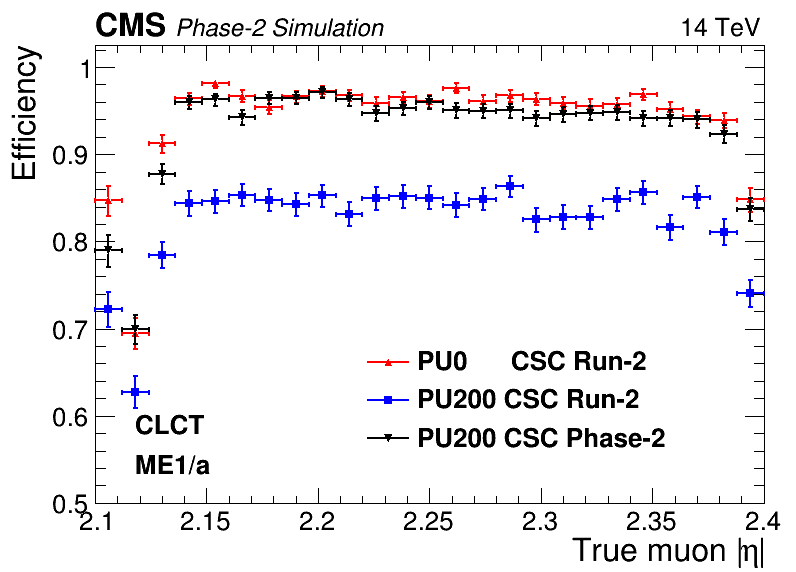 CMS Phase-2 Simulation 14 TeV
Efficiency
1
0.9
0.8
0.7
0.6
0.5
PU0 CSC Run-2
PU200 CSC Run-2
PU200 CSC Phase-2
CLCT
ME1/a
2.1 2.15 2.2 2.25 2.3 2.35 2.4
True muon |η|